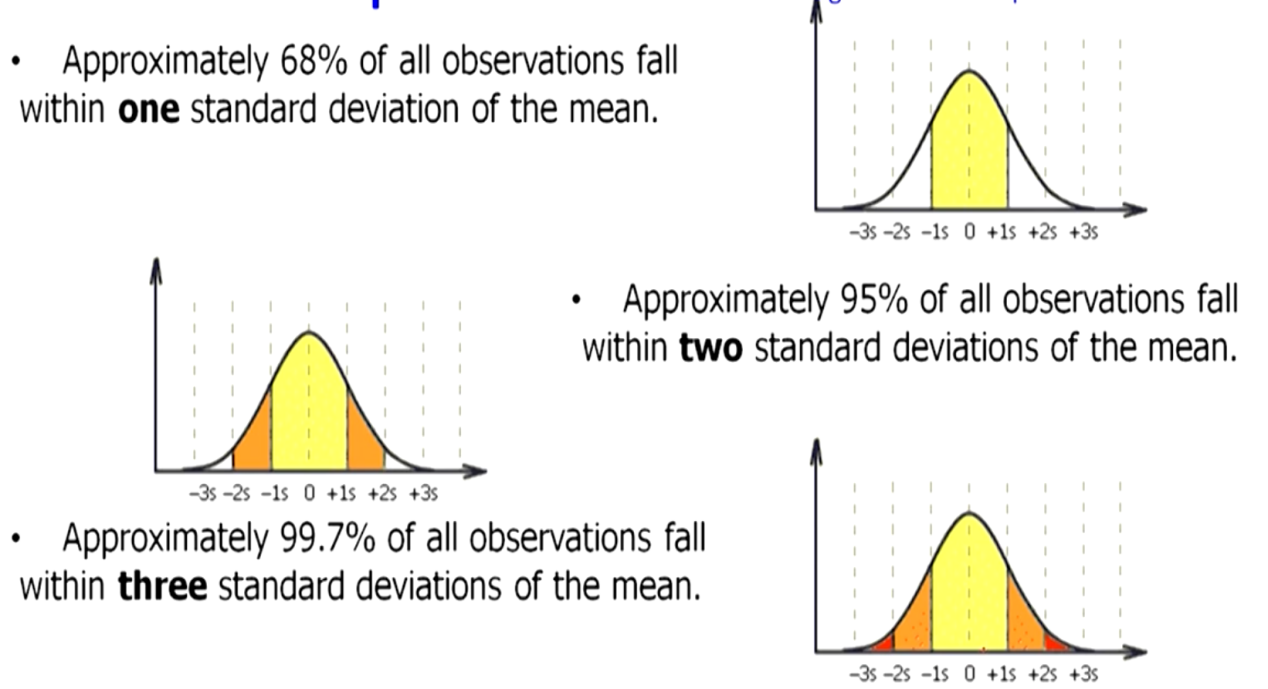 • Approximately 68% of all observations fall
within one standard deviation of the mean.
–3s –2s –1s 0 +1s +2s +3s
• Approximately 95% of all observations fall
within two standard deviations of the mean.
–3s –2s –1s 0 +1s +2s +3s
• Approximately 99.7% of all observations fall
within three standard deviations of the mean.
–3s –2s –1s 0 +1s +2s +3s